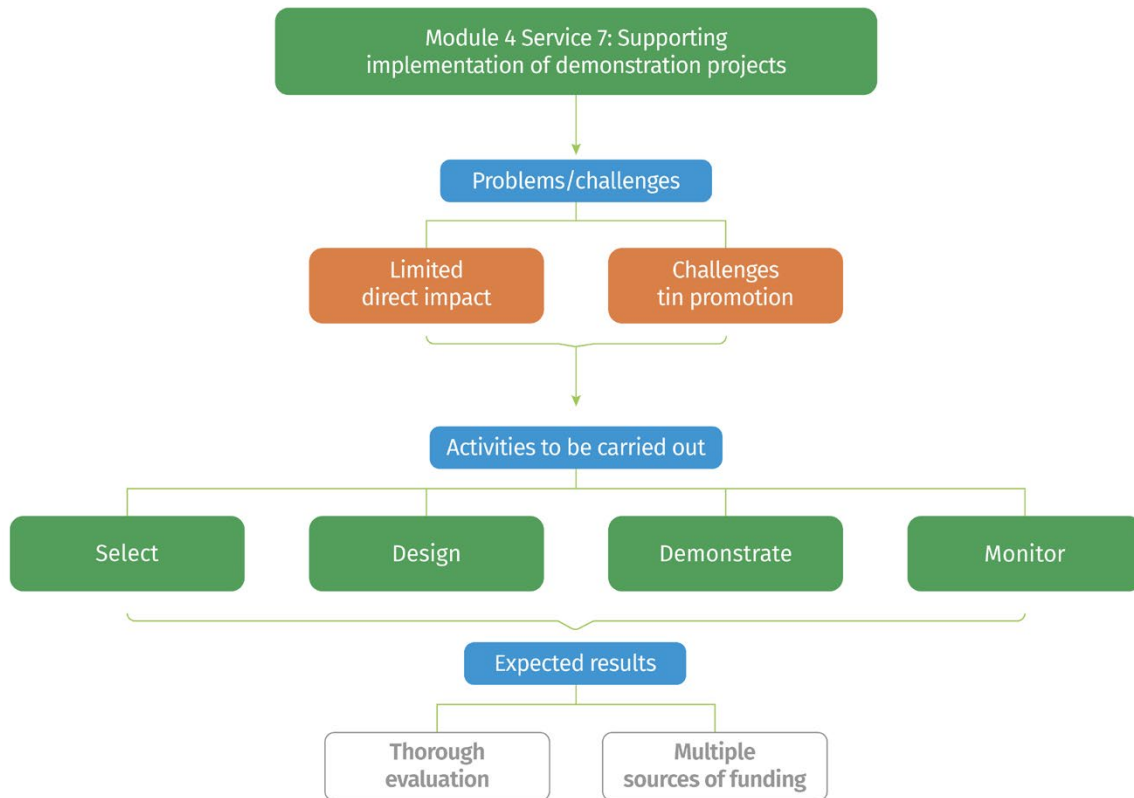 Module 4 Service 7: Supporting
implementation of demonstration projects
Problems/challenges
Limited
direct impact
Challenges
tin promotion
Activities to be carried out
Select
Design
Demonstrate
Monitor
Expected results
Thorough
evaluation
Multiple
sources of funding